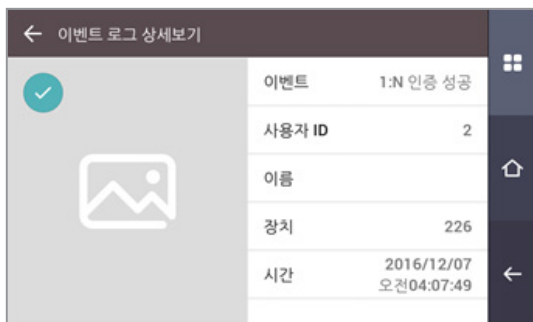 이벤트 로그 상세보기
이벤트 1:N 인증 성공
사용자 ID 2
이름
장치 226
시간 2016/12/07
오전04:07:49